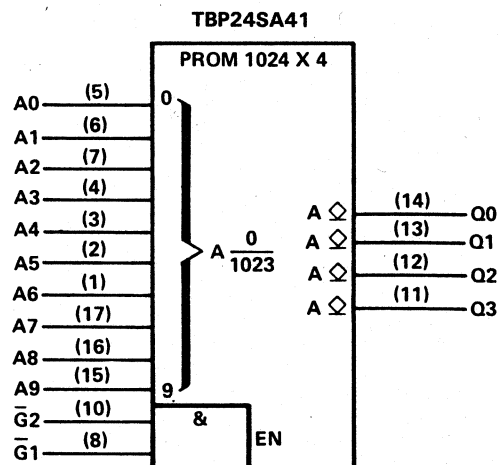 TBP24SA41
PROM 1024 X 4
A0 (5) 0
A1 (6)
A2 (7)
A3 (4)
A4 (3)
A5 (2)
A6 (1)
A7 (17)
A8 (16)
A9 (15) 9
G̅2 (10) &
G̅1 (8) EN
A 0
1023
A (14) Q0
A (13) Q1
A (12) Q2
A (11) Q3